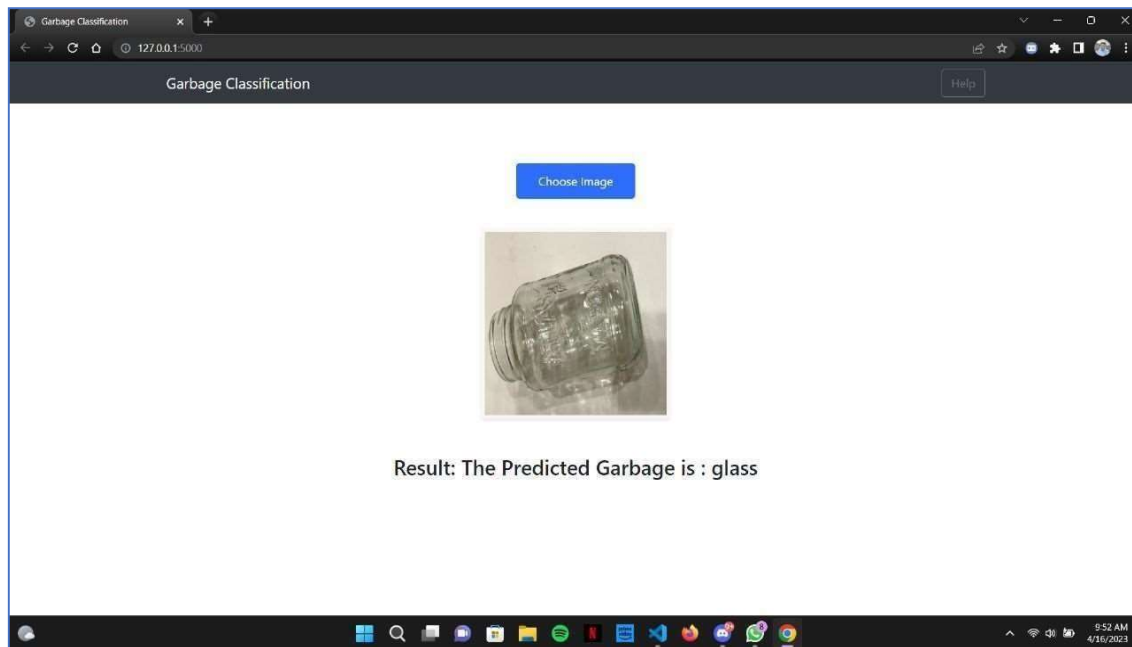 Garbage Classification
127.0.0.1:5000
Garbage Classification
Help
Choose Image
Result: The Predicted Garbage is : glass
9:52 AM
4/16/2023